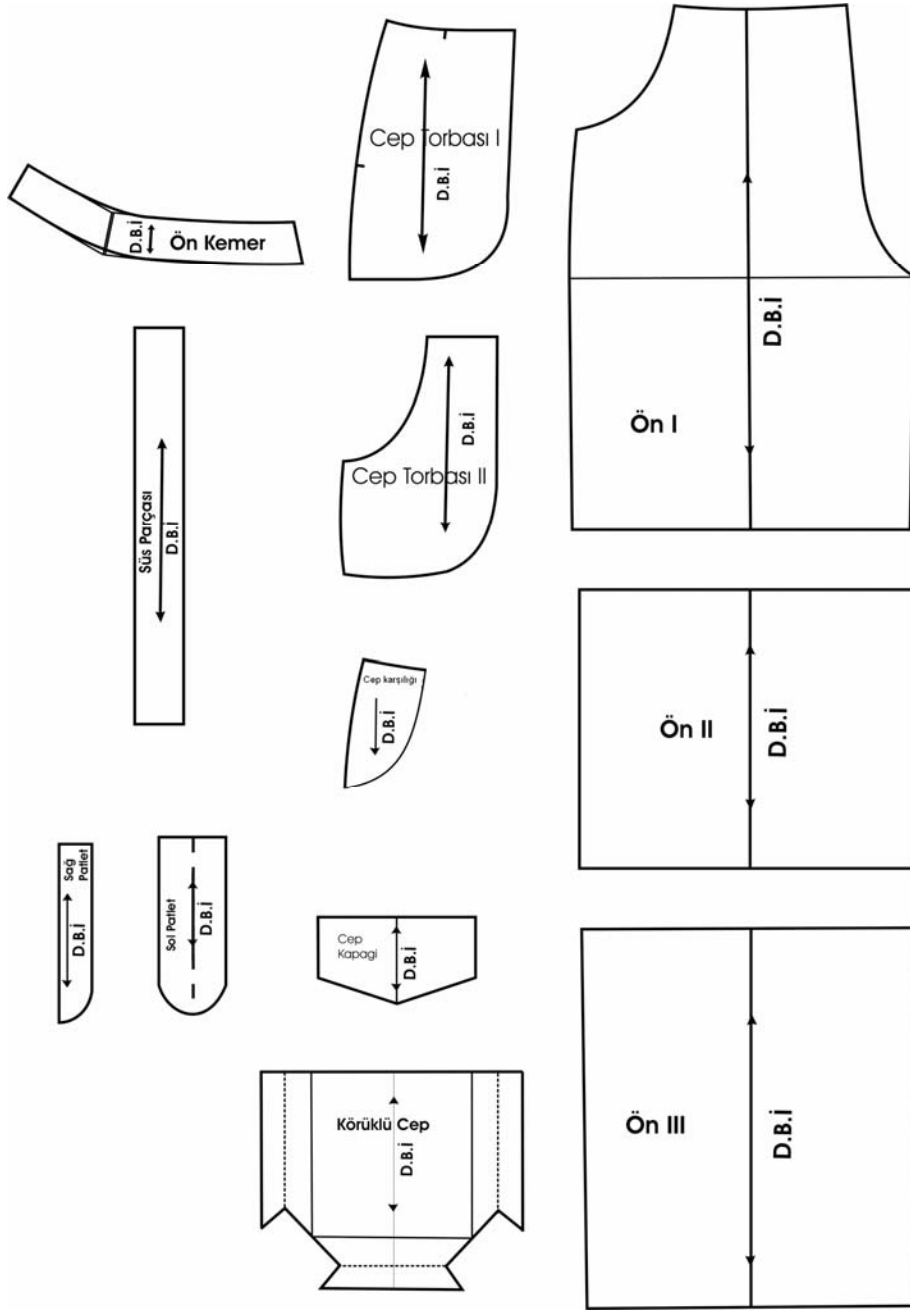 Cep Torbası I
D.B.İ
Ön Kemer
D.B.İ
Ön I
D.B.İ
Süs Parçası
D.B.İ
Cep Torbası II
D.B.İ
Cep karşılığı
D.B.İ
Ön II
D.B.İ
Sağ
Patlet
D.B.İ
Sol Patlet
D.B.İ
Cep
Kapagi
D.B.İ
Körüklü Cep
D.B.İ
Ön III
D.B.İ